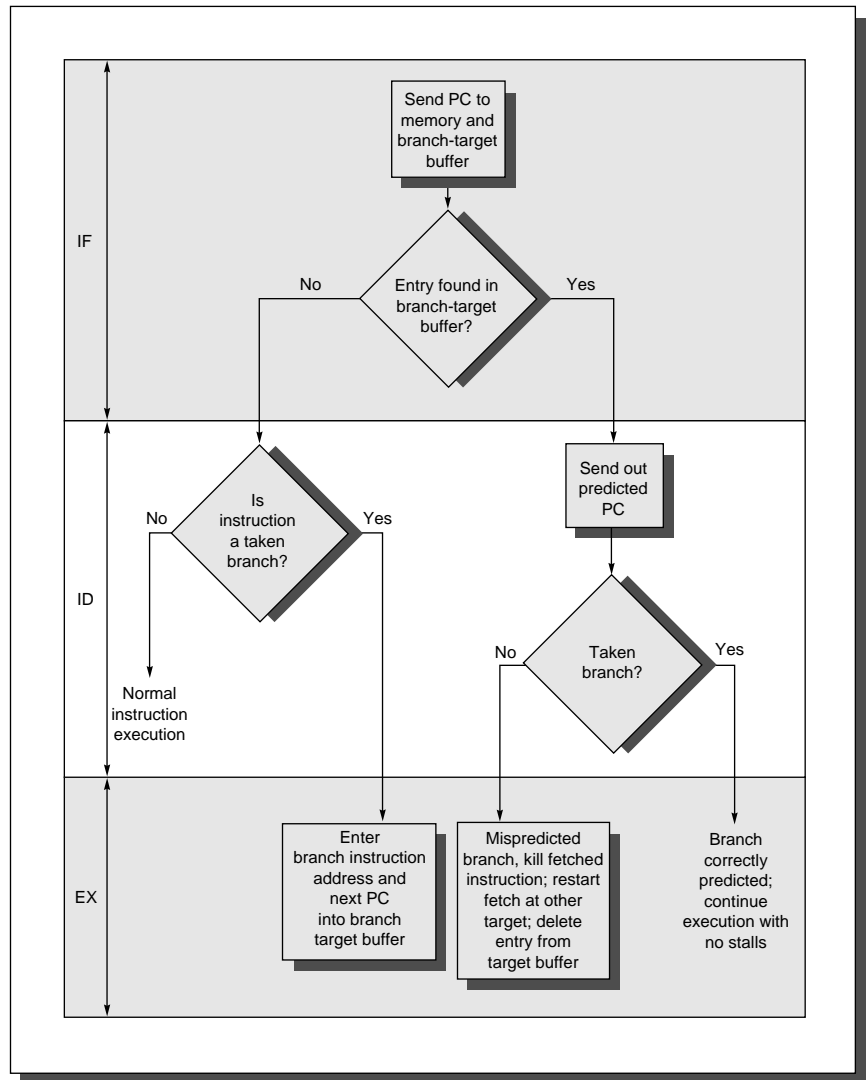 Send PC to
memory and
branch-target
buffer
IF
No
Entry found in
branch-target
buffer?
Yes
Send out
predicted
PC
No
Is
instruction
a taken
branch?
Yes
ID
No
Taken
branch?
Yes
Normal
instruction
execution
Enter
branch instruction
address and
next PC
into branch
target buffer
Mispredicted
branch, kill fetched
instruction; restart
fetch at other
target; delete
entry from
target buffer
Branch
correctly
predicted;
continue
execution with
no stalls
EX